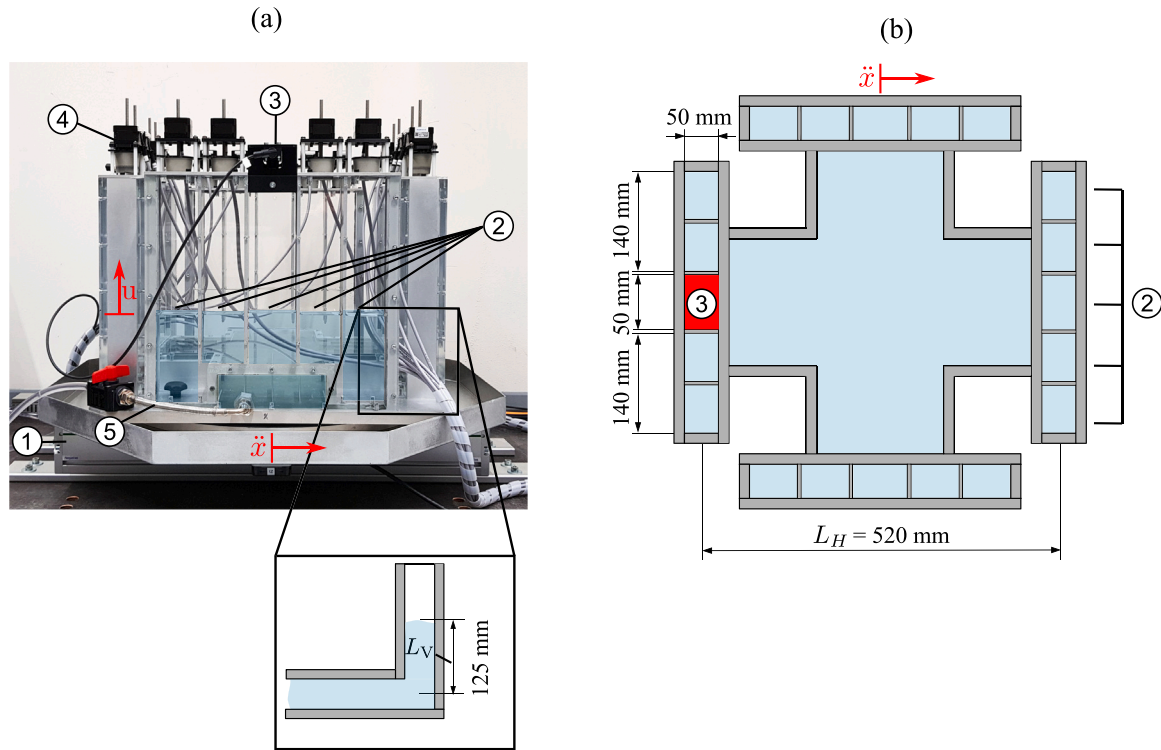 (a)
(b)
ẍ
50 mm
③
④
②
u
140 mm
50 mm
140 mm
③
②
①
⑤
ẍ
L_H = 520 mm
L_V
125 mm